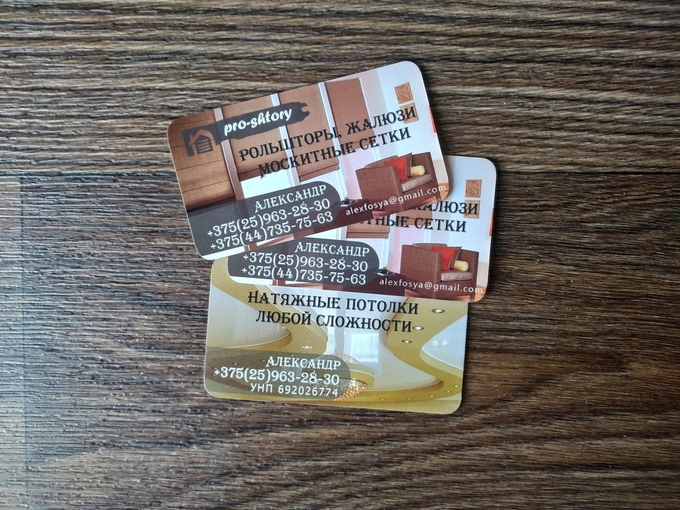 pro-shtory
РОЛЬШТОРЫ, ЖАЛЮЗИ
МОСКИТНЫЕ СЕТКИ
АЛЕКСАНДР
+375(25)963-28-30
+375(44)735-75-63
alexfosya@gmail.com
ЖАЛЮЗИ
СЕТКИ
АЛЕКСАНДР
+375(25)963-28-30
+375(44)735-75-63
alexfosya@gmail.com
НАТЯЖНЫЕ ПОТОЛКИ
ЛЮБОЙ СЛОЖНОСТИ
АЛЕКСАНДР
+375(25)963-28-30
УНП 692026774